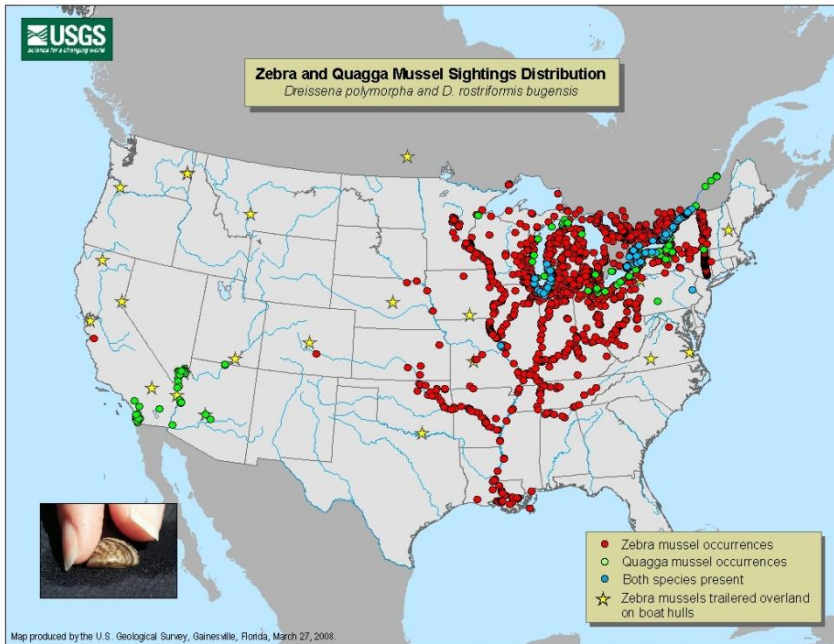 USGS
science for a changing world
Zebra and Quagga Mussel Sightings Distribution
Dreissena polymorpha and D. rostriformis bugensis
Zebra mussel occurrences
Quagga mussel occurrences
Both species present
Zebra mussels trailered overland
on boat hulls
Map produced by the U.S. Geological Survey, Gainesville, Florida, March 27, 2008.